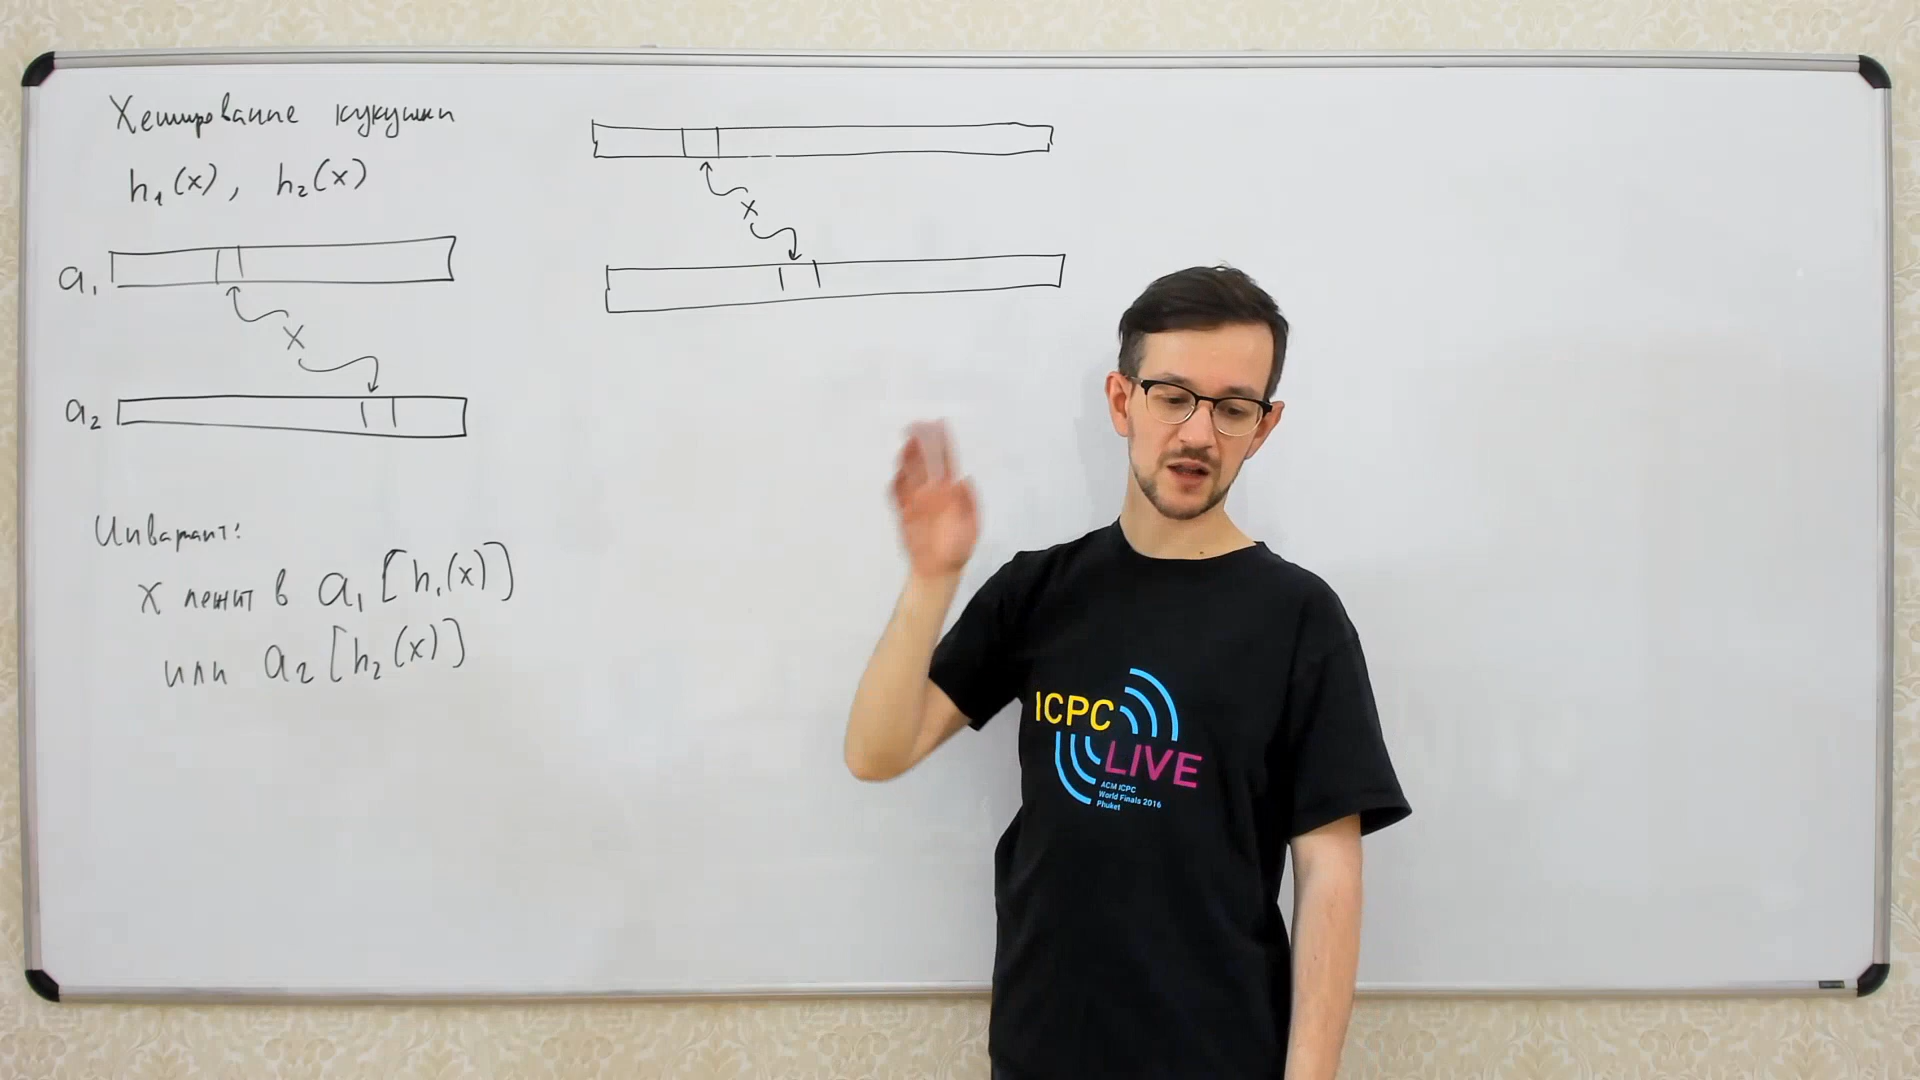 Хеширование кукушки
h₁(x), h₂(x)
a₁
x
a₂
x
Инвариант:
x лежит в a₁[h₁(x)]
или a₂[h₂(x)]
ICPC
LIVE
ACM ICPC
World Finals 2016
Phuket